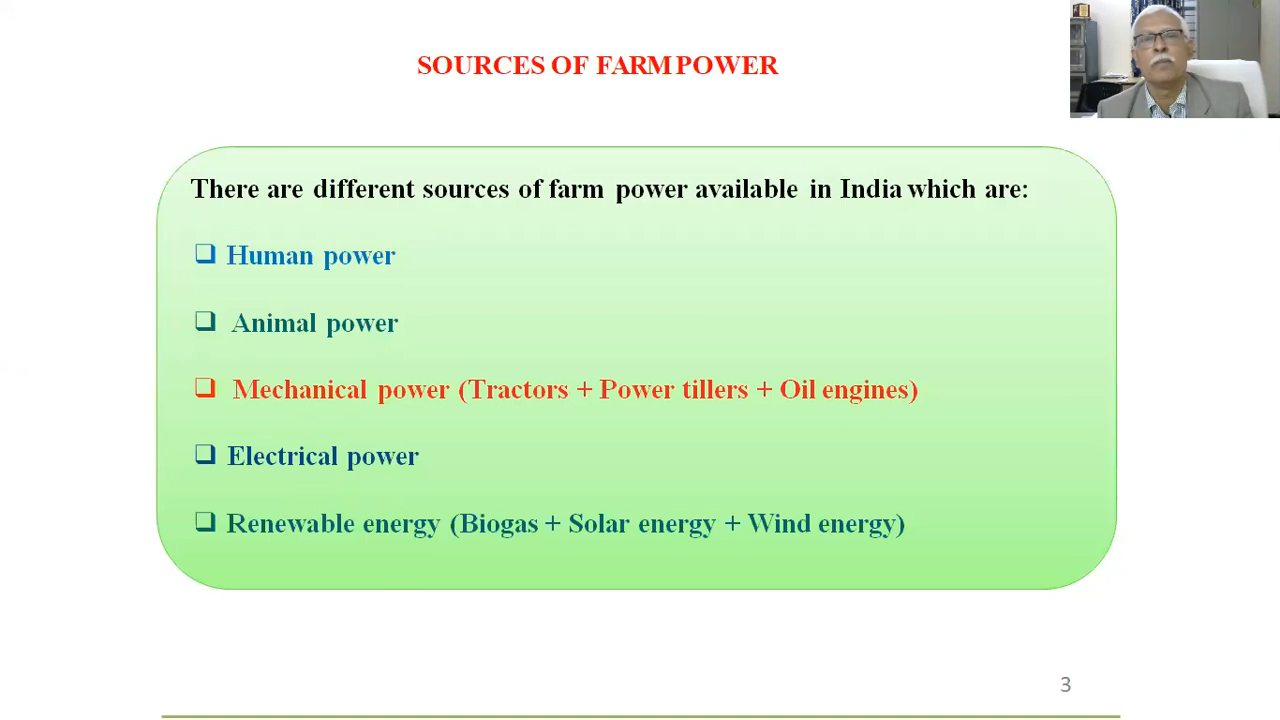 SOURCES OF FARM POWER
There are different sources of farm power available in India which are:
❑ Human power
❑ Animal power
❑ Mechanical power (Tractors + Power tillers + Oil engines)
❑ Electrical power
❑ Renewable energy (Biogas + Solar energy + Wind energy)
3